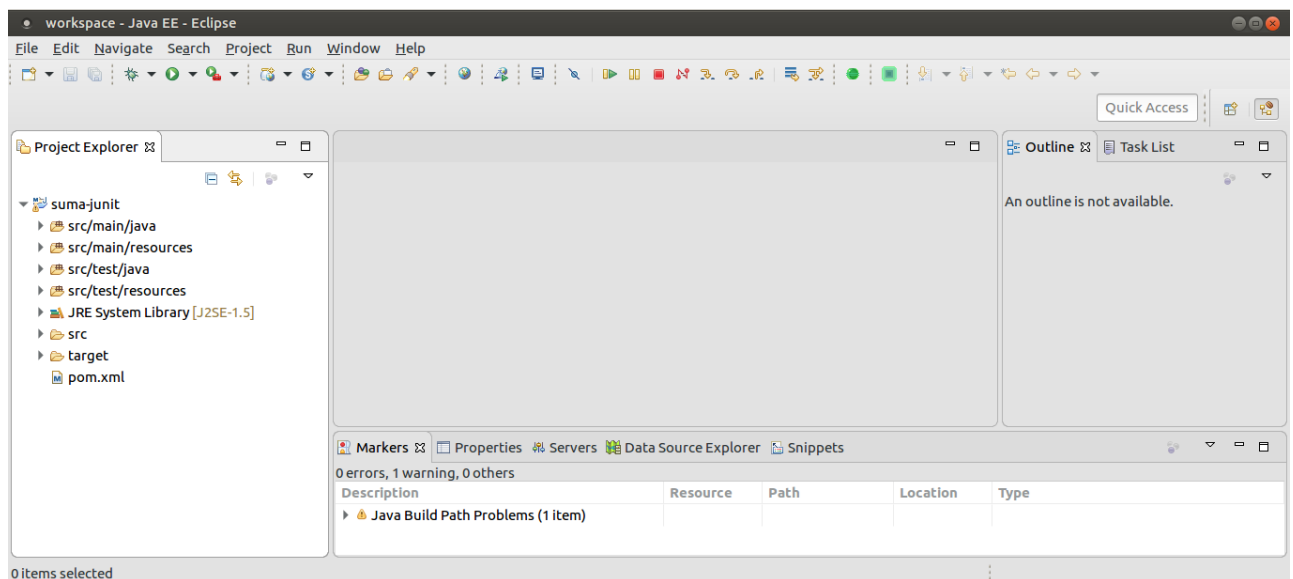 workspace - Java EE - Eclipse
File Edit Navigate Search Project Run Window Help
Quick Access
Project Explorer
suma-junit
src/main/java
src/main/resources
src/test/java
src/test/resources
JRE System Library [J2SE-1.5]
src
target
pom.xml
Outline Task List
An outline is not available.
Markers Properties Servers Data Source Explorer Snippets
0 errors, 1 warning, 0 others
Description Resource Path Location Type
Java Build Path Problems (1 item)
0 items selected